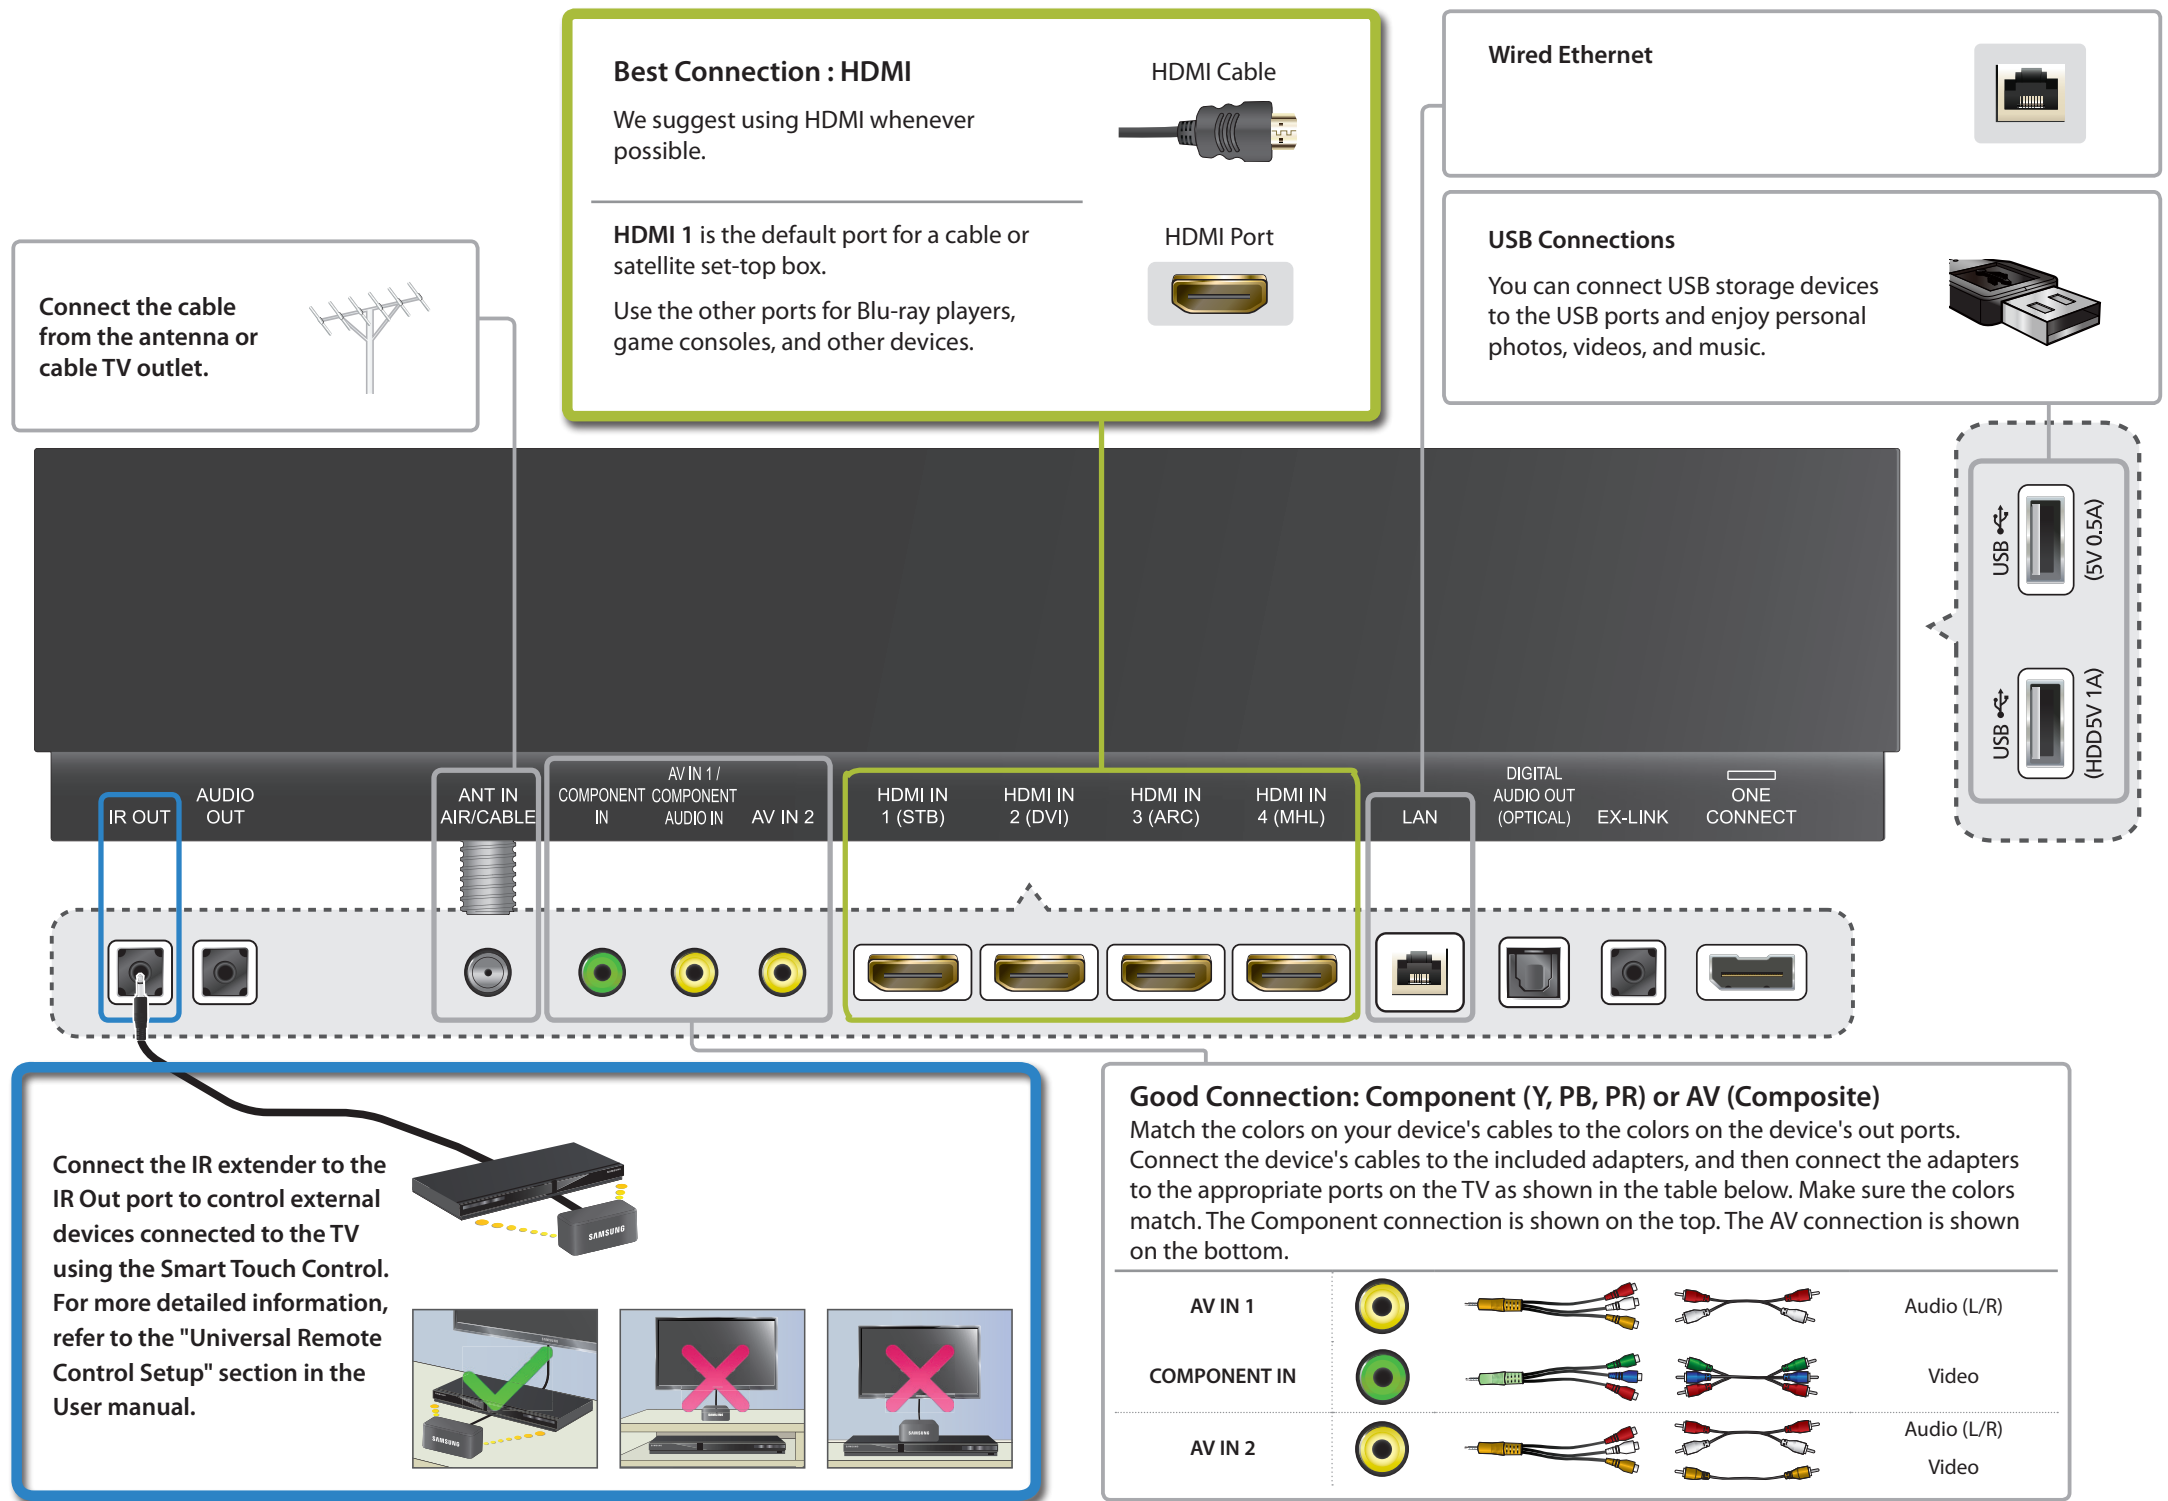 Best Connection : HDMI
We suggest using HDMI whenever
possible.
HDMI Cable
HDMI 1 is the default port for a cable or
satellite set-top box.
Use the other ports for Blu-ray players,
game consoles, and other devices.
HDMI Port
Wired Ethernet
USB Connections
You can connect USB storage devices
to the USB ports and enjoy personal
photos, videos, and music.
Connect the cable
from the antenna or
cable TV outlet.
USB
(5V 0.5A)
USB
(HDD5V 1A)
IR OUT
AUDIO
OUT
ANT IN
AIR/CABLE
COMPONENT
IN
AV IN 1 /
COMPONENT
AUDIO IN
AV IN 2
HDMI IN
1 (STB)
HDMI IN
2 (DVI)
HDMI IN
3 (ARC)
HDMI IN
4 (MHL)
LAN
DIGITAL
AUDIO OUT
(OPTICAL)
EX-LINK
ONE
CONNECT
Connect the IR extender to the
IR Out port to control external
devices connected to the TV
using the Smart Touch Control.
For more detailed information,
refer to the "Universal Remote
Control Setup" section in the
User manual.
SAMSUNG
SAMSUNG
SAMSUNG
Good Connection: Component (Y, PB, PR) or AV (Composite)
Match the colors on your device's cables to the colors on the device's out ports.
Connect the device's cables to the included adapters, and then connect the adapters
to the appropriate ports on the TV as shown in the table below. Make sure the colors
match. The Component connection is shown on the top. The AV connection is shown
on the bottom.
AV IN 1
Audio (L/R)
COMPONENT IN
Video
AV IN 2
Audio (L/R)
Video